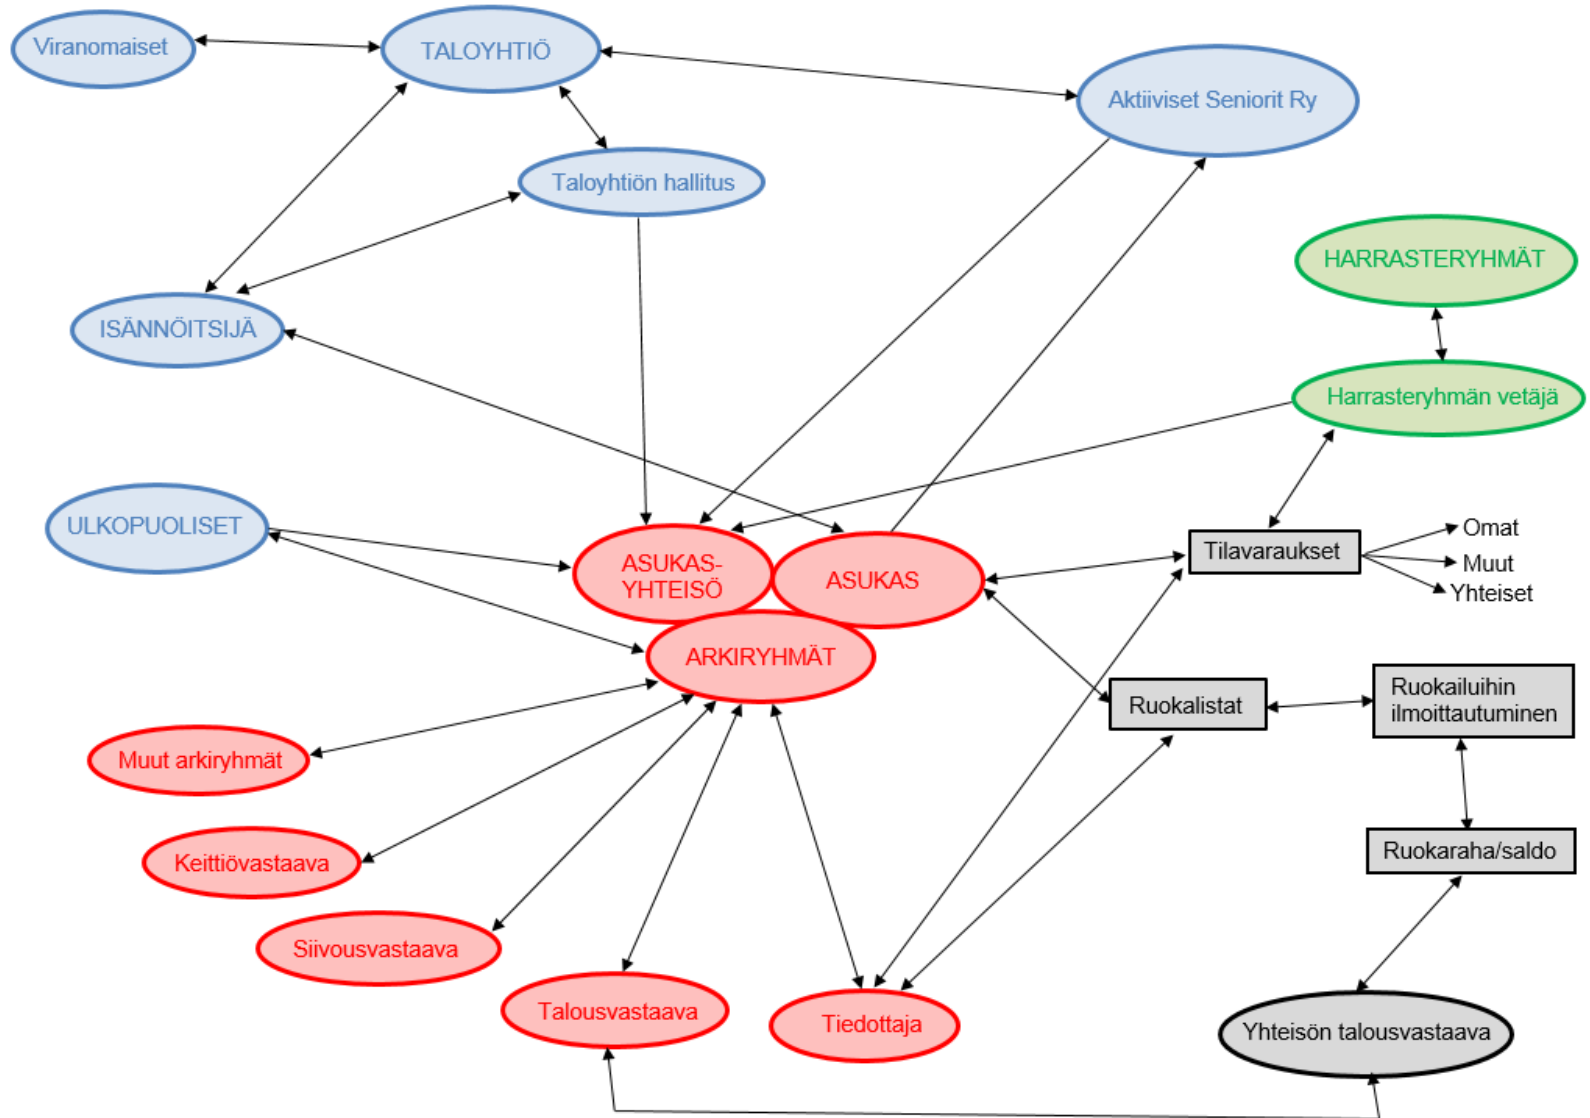 Viranomaiset
TALOYHTIÖ
Aktiiviset Seniorit Ry
Taloyhtiön hallitus
HARRASTERYHMÄT
ISÄNNÖITSIJÄ
Harrasteryhmän vetäjä
ULKOPUOLISET
ASUKAS-
YHTEISÖ
ASUKAS
Tilavaraukset
Omat
Muut
Yhteiset
ARKIRYHMÄT
Ruokalistat
Ruokailuihin
ilmoittautuminen
Muut arkiryhmät
Keittiövastaava
Ruokaraha/saldo
Siivousvastaava
Talousvastaava
Tiedottaja
Yhteisön talousvastaava